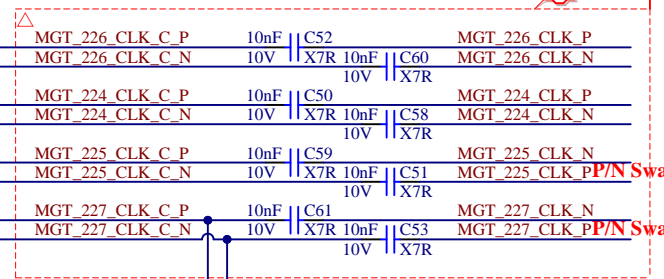 MGT_226_CLK_C_P 10nF C52 MGT_226_CLK_P
MGT_226_CLK_C_N 10V X7R 10nF C60 MGT_226_CLK_N
10V X7R
MGT_224_CLK_C_P 10nF C50 MGT_224_CLK_P
MGT_224_CLK_C_N 10V X7R 10nF C58 MGT_224_CLK_N
10V X7R
MGT_225_CLK_C_P 10nF C59 MGT_225_CLK_N
MGT_225_CLK_C_N 10V X7R 10nF C51 MGT_225_CLK_P P/N Swa
10V X7R
MGT_227_CLK_C_P 10nF C61 MGT_227_CLK_N
MGT_227_CLK_C_N 10V X7R 10nF C53 MGT_227_CLK_P P/N Swa
10V X7R